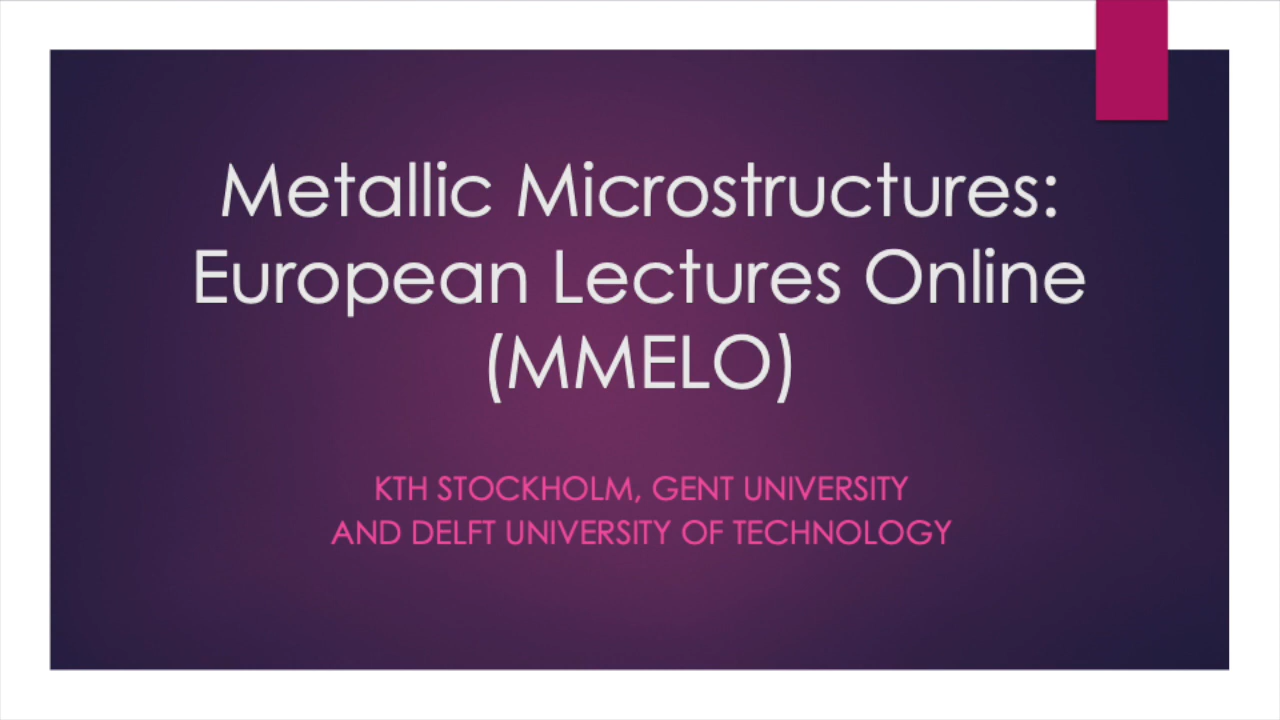 Metallic Microstructures:
European Lectures Online
(MMELO)
KTH STOCKHOLM, GENT UNIVERSITY
AND DELFT UNIVERSITY OF TECHNOLOGY